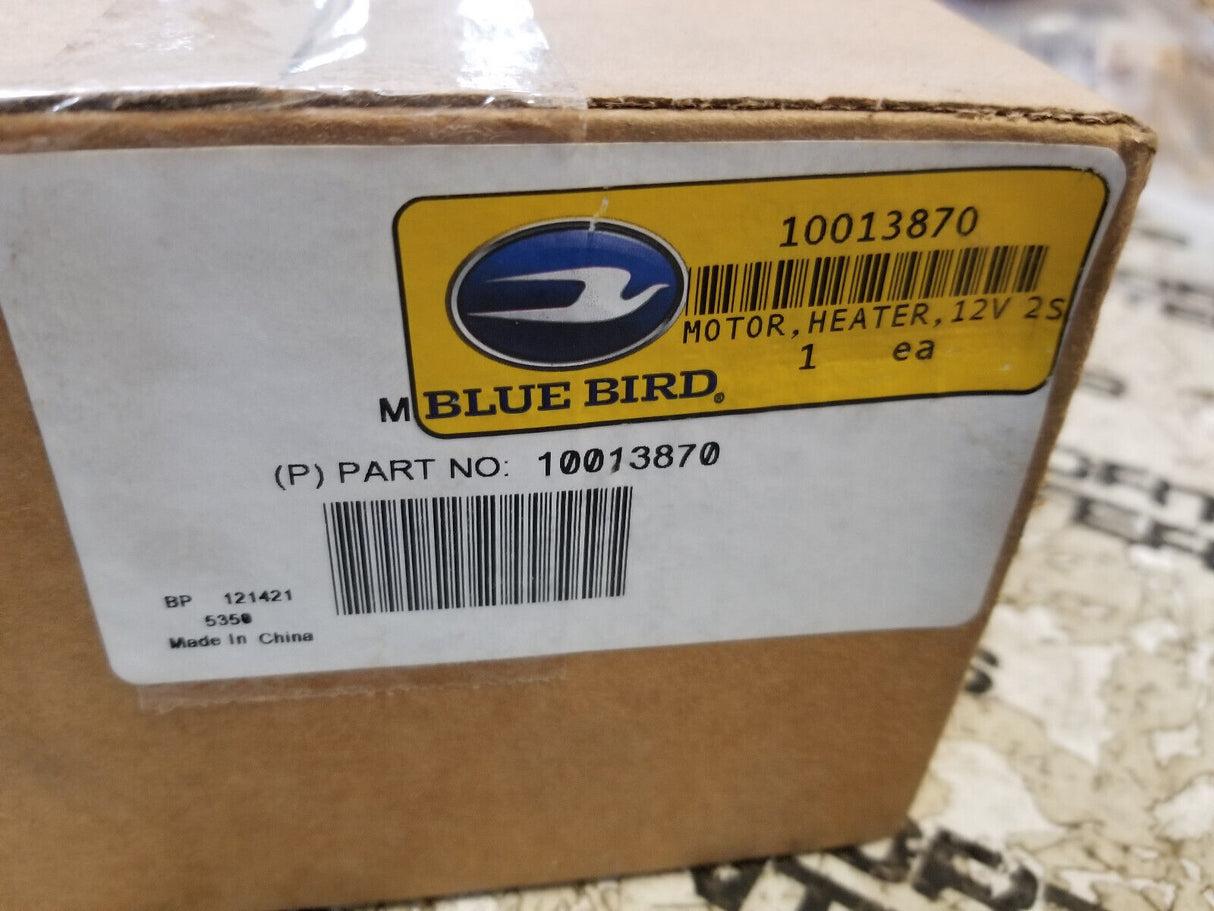 10013870
MOTOR,HEATER,12V 2S
1 ea
BLUE BIRD®
M
(P) PART NO: 10013870
BP 121421
5350
Made In China